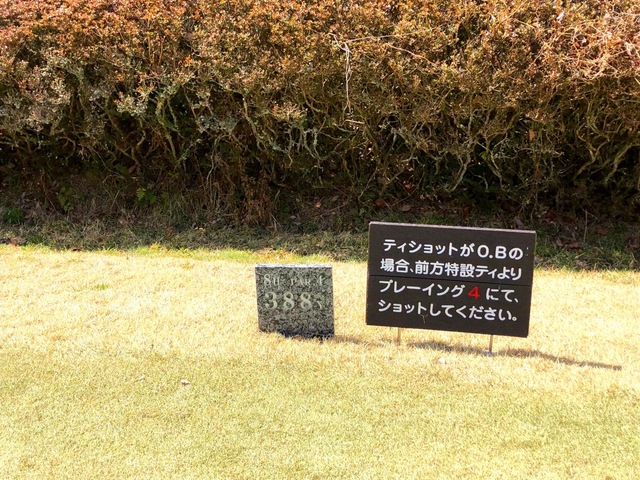 8H PAR 4
388Y
ティショットがO.Bの
場合、前方特設ティより
プレーイング4にて、
ショットしてください。